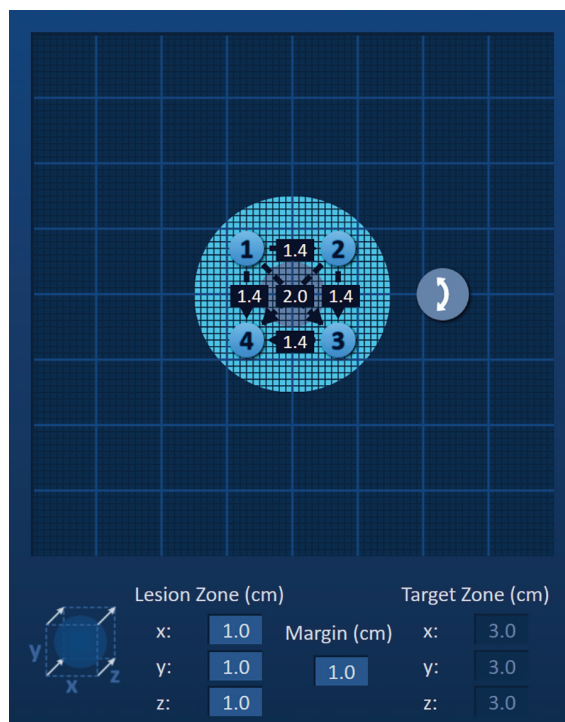 1 1.4 2
1.4 2.0 1.4
4 1.4 3
Lesion Zone (cm) Target Zone (cm)
x: 1.0 Margin (cm) x: 3.0
y: 1.0 1.0 y: 3.0
z: 1.0 z: 3.0
y
x
z